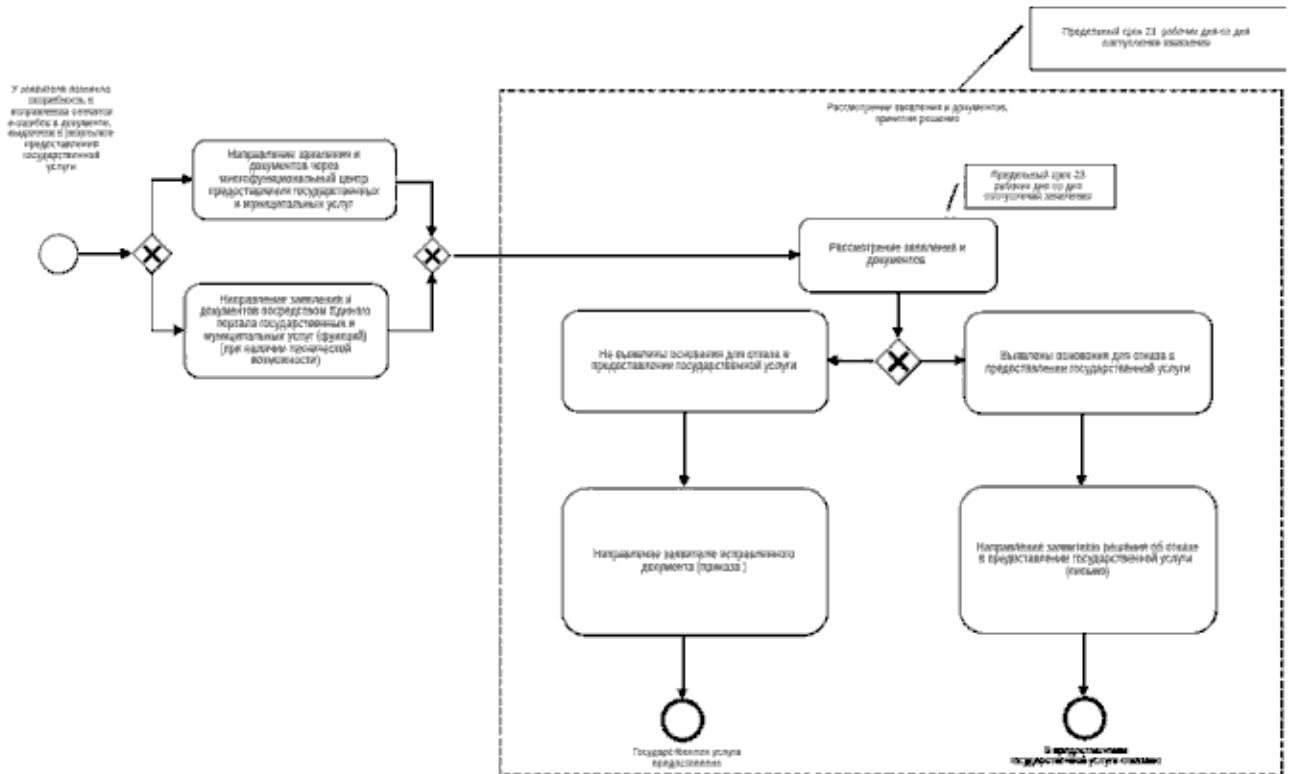 Предельный срок 23 рабочих дня со дня
поступления заявления
У заявителя возникла
потребность в
исправлении опечаток
и ошибок в документе,
выданном в результате
предоставления
государственной
услуги
Рассмотрение заявления и документов,
принятия решения
Направление заявления и
документов через
многофункциональный центр
предоставления государственных
и муниципальных услуг
Предельный срок 23
рабочих дня со дня
поступления заявления
Рассмотрение заявления и
документов
Направление заявления и
документов посредством Единого
портала государственных и
муниципальных услуг (функций)
(при наличии технической
возможности)
Не выявлены основания для отказа в
предоставлении государственной услуги
Выявлены основания для отказа в
предоставлении государственной услуги
Направление заявителю исправленного
документа (приказа )
Направление заявителю решения об отказе
в предоставлении государственной услуги
(письмо)
Государственная услуга
предоставлена
В предоставлении
государственной услуги отказано